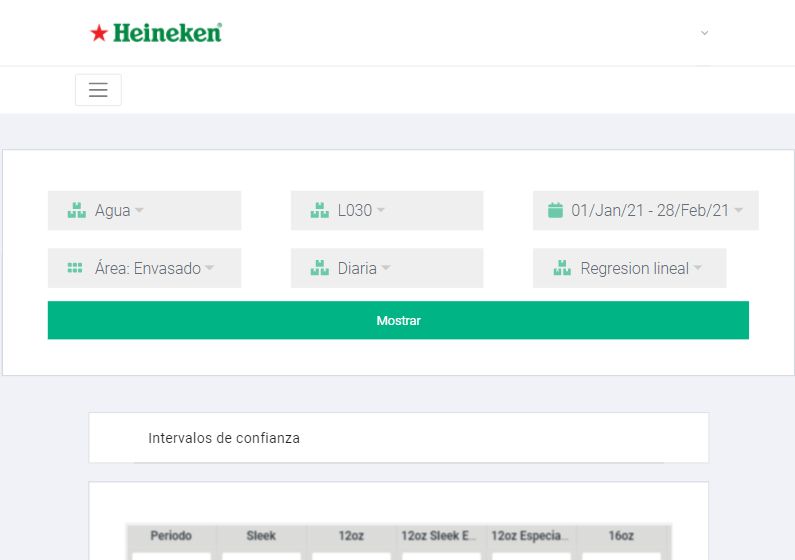 Heineken®
Agua
L030
01/Jan/21 - 28/Feb/21
Área: Envasado
Diaria
Regresion lineal
Mostrar
Intervalos de confianza
Periodo Sleek 12oz 12oz Sleek E... 12oz Especia... 16oz